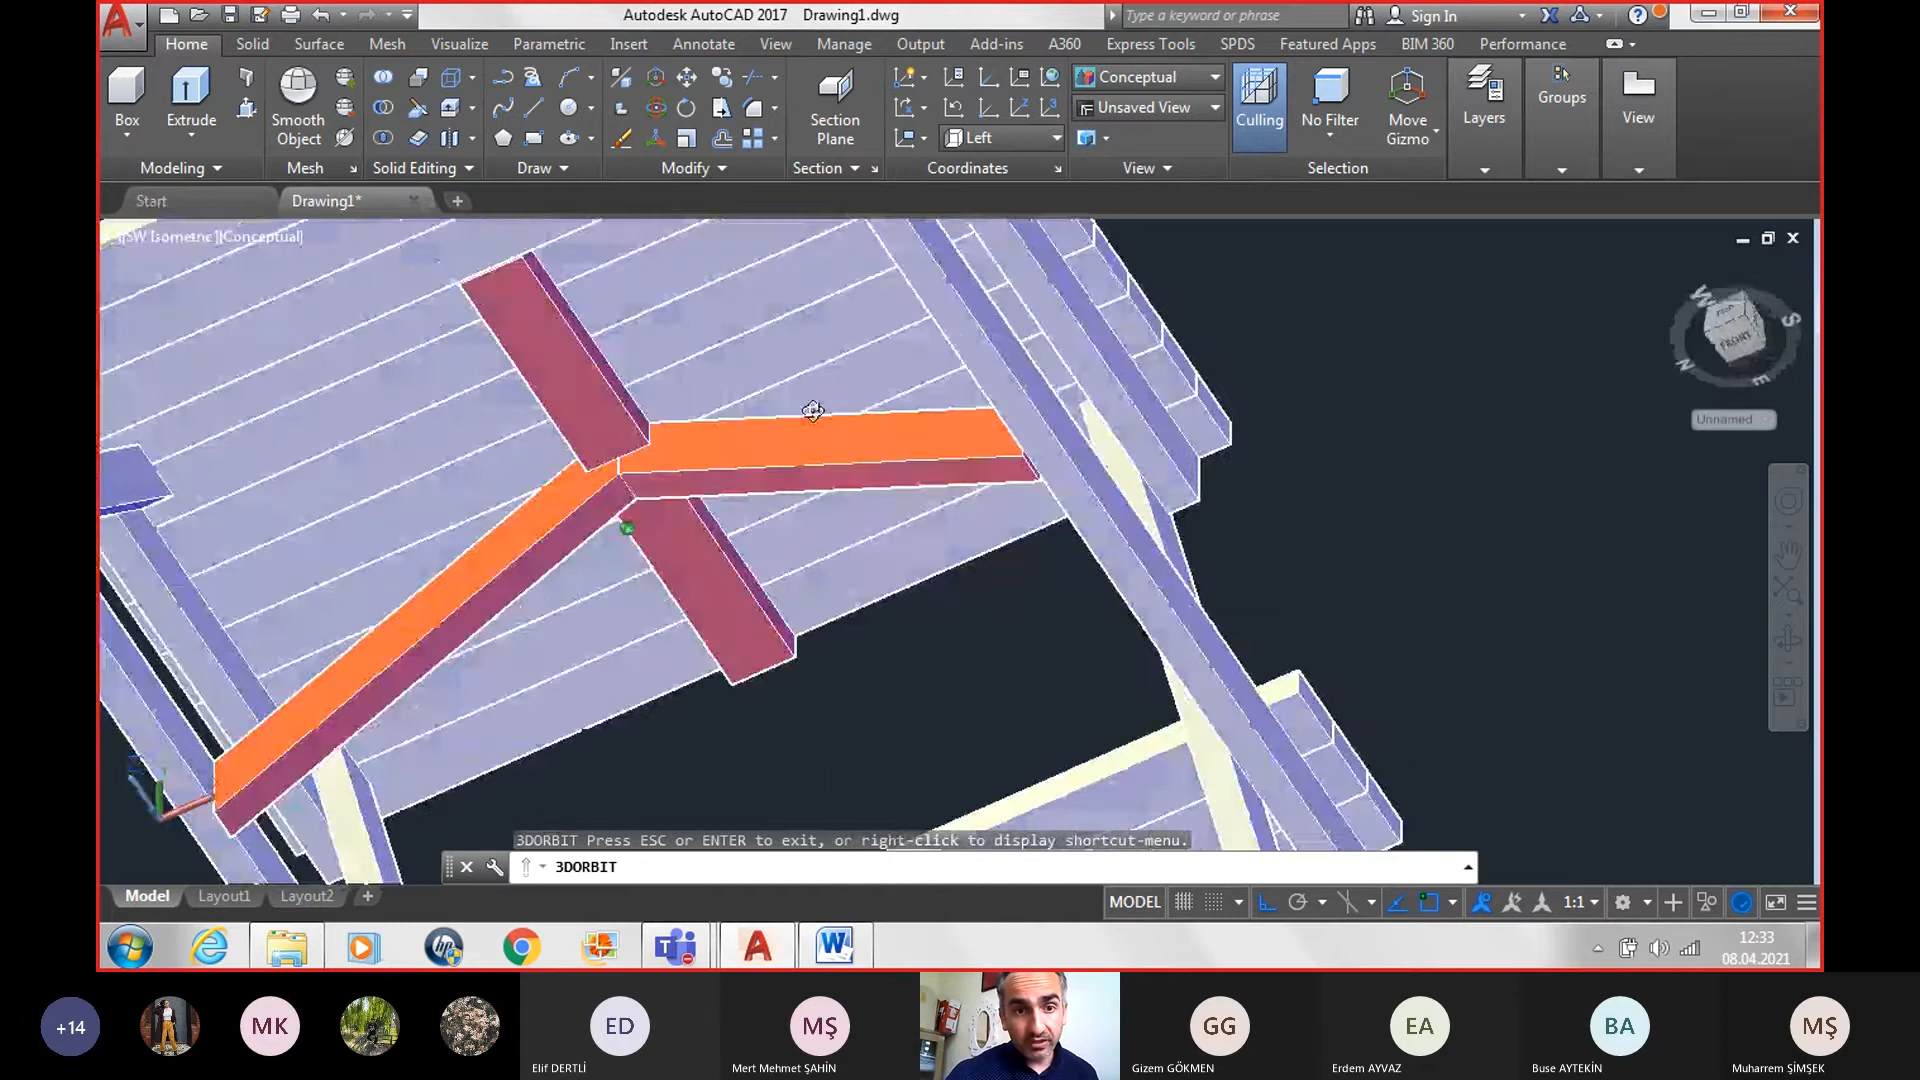 Autodesk AutoCAD 2017 Drawing1.dwg
Type a keyword or phrase
Sign In
Home Solid Surface Mesh Visualize Parametric Insert Annotate View Manage Output Add-ins A360 Express Tools SPDS Featured Apps BIM 360 Performance
Box
Extrude
Smooth Object
Section Plane
Left
Conceptual
Unsaved View
Culling
No Filter
Move Gizmo
Layers
Groups
View
Modeling Mesh Solid Editing Draw Modify Section Coordinates View Selection
Start Drawing1* +
SW Isometric][Conceptual]
W S
FRONT
N E
Unnamed
3DORBIT Press ESC or ENTER to exit, or right-click to display shortcut-menu.
3DORBIT
Model Layout1 Layout2 +
MODEL 1:1
12:33
08.04.2021
+14
MK
ED
MŞ
GG
EA
BA
MŞ
Elif DERTLİ
Mert Mehmet ŞAHİN
Gizem GÖKMEN
Erdem AYVAZ
Buse AYTEKİN
Muharrem ŞİMŞEK